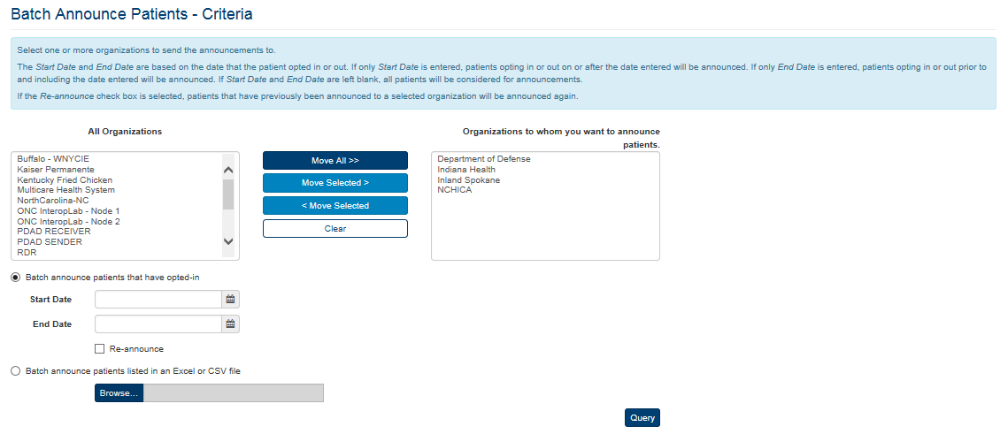 Batch Announce Patients - Criteria
Select one or more organizations to send the announcements to.
The Start Date and End Date are based on the date that the patient opted in or out. If only Start Date is entered, patients opting in or out on or after the date entered will be announced. If only End Date is entered, patients opting in or out prior to
and including the date entered will be announced. If Start Date and End Date are left blank, all patients will be considered for announcements.
If the Re-announce check box is selected, patients that have previously been announced to a selected organization will be announced again.
All Organizations
Buffalo - WNYCIE
Kaiser Permanente
Kentucky Fried Chicken
Multicare Health System
NorthCarolina-NC
ONC InteropLab - Node 1
ONC InteropLab - Node 2
PDAD RECEIVER
PDAD SENDER
RDR
Move All >>
Move Selected >
< Move Selected
Clear
Organizations to whom you want to announce
patients.
Department of Defense
Indiana Health
Inland Spokane
NCHICA
Batch announce patients that have opted-in
Start Date
End Date
Re-announce
Batch announce patients listed in an Excel or CSV file
Browse...
Query